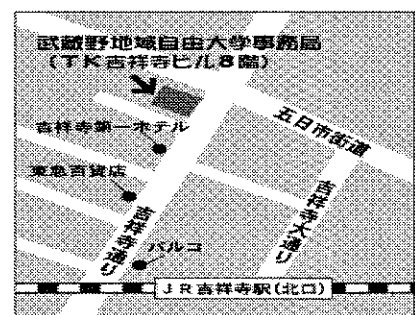 武蔵野地域自由大学事務局
(TK吉祥寺ビル8階)
五日市街道
吉祥寺第一ホテル
東急百貨店
吉祥寺通り
吉祥寺大通り
パルコ
JR吉祥寺駅(北口)